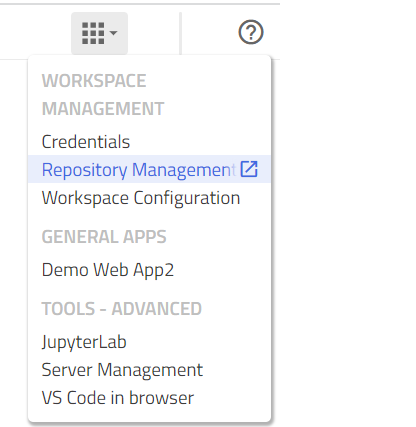 WORKSPACE
MANAGEMENT
Credentials
Repository Management
Workspace Configuration
GENERAL APPS
Demo Web App2
TOOLS - ADVANCED
JupyterLab
Server Management
VS Code in browser